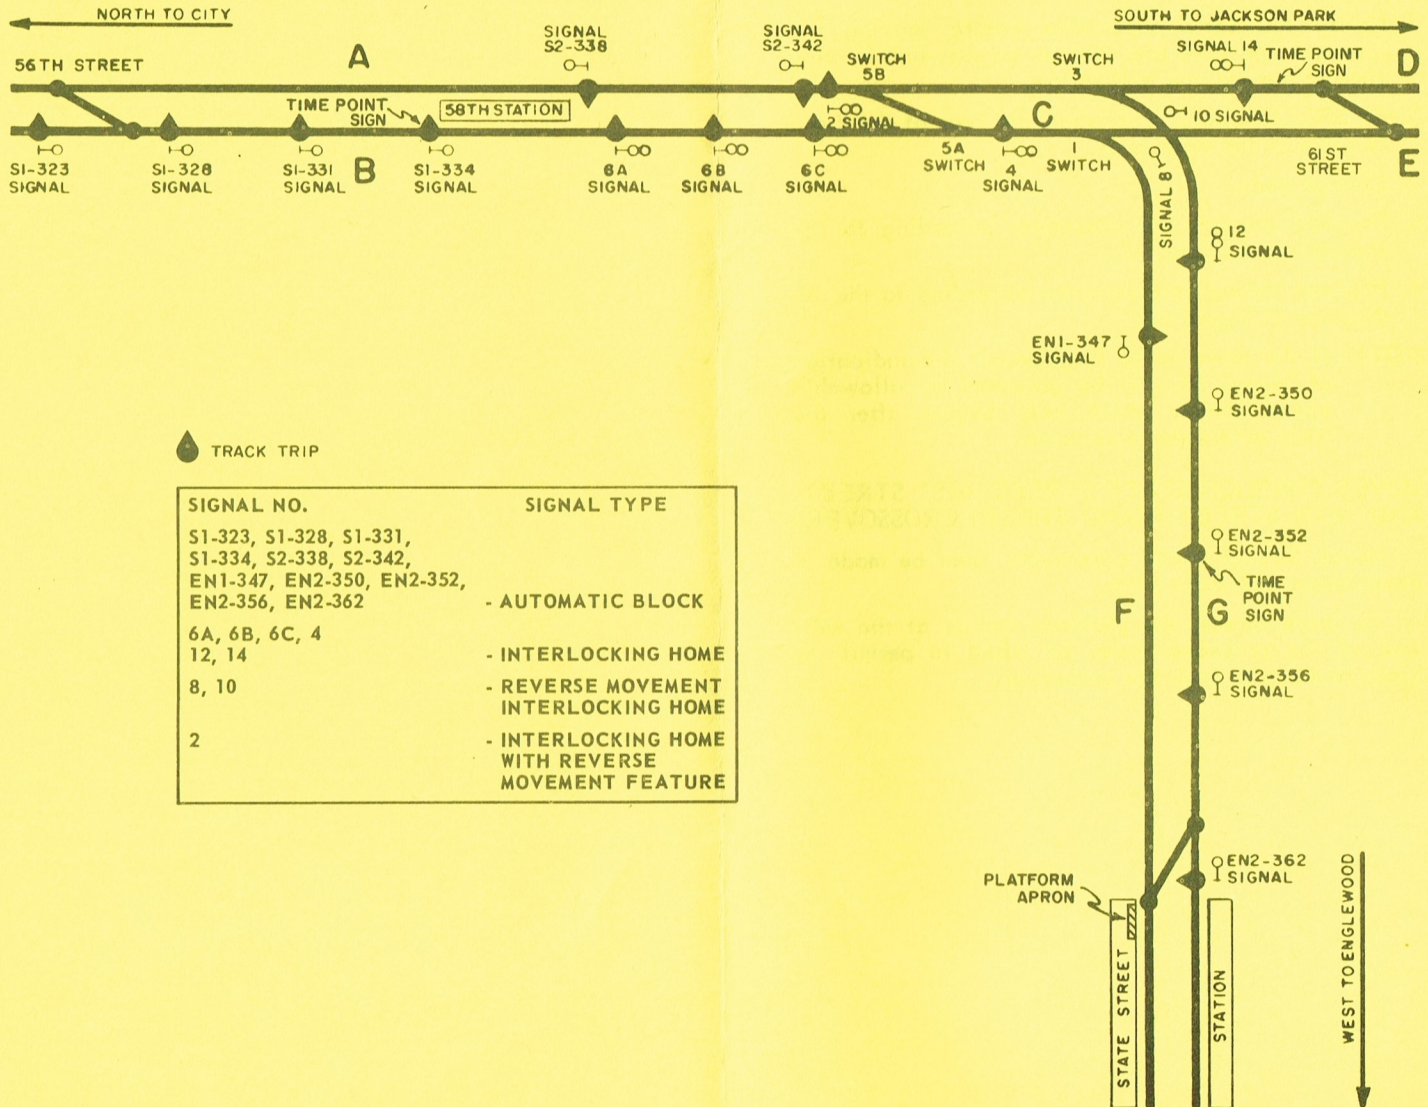 NORTH TO CITY
SOUTH TO JACKSON PARK
56TH STREET
A
SIGNAL
S2-338
SIGNAL
S2-342
SWITCH
5B
SWITCH
3
SIGNAL 14
TIME POINT
SIGN
D
TIME POINT
SIGN
58TH STATION
2 SIGNAL
C
10 SIGNAL
S1-323
SIGNAL
S1-328
SIGNAL
S1-331
SIGNAL
B
S1-334
SIGNAL
6A
SIGNAL
6B
SIGNAL
6C
SIGNAL
5A
SWITCH
4
SIGNAL
1
SWITCH
SIGNAL 8
61ST
STREET
E
12
SIGNAL
EN1-347
SIGNAL
EN2-350
SIGNAL
TRACK TRIP
SIGNAL NO. SIGNAL TYPE
S1-323, S1-328, S1-331,
S1-334, S2-338, S2-342,
EN1-347, EN2-350, EN2-352,
EN2-356, EN2-362 - AUTOMATIC BLOCK
6A, 6B, 6C, 4
12, 14 - INTERLOCKING HOME
8, 10 - REVERSE MOVEMENT
INTERLOCKING HOME
2 - INTERLOCKING HOME
WITH REVERSE
MOVEMENT FEATURE
EN2-352
SIGNAL
TIME
POINT
SIGN
F
G
EN2-356
SIGNAL
EN2-362
SIGNAL
PLATFORM
APRON
STATE STREET
STATION
WEST TO ENGLEWOOD